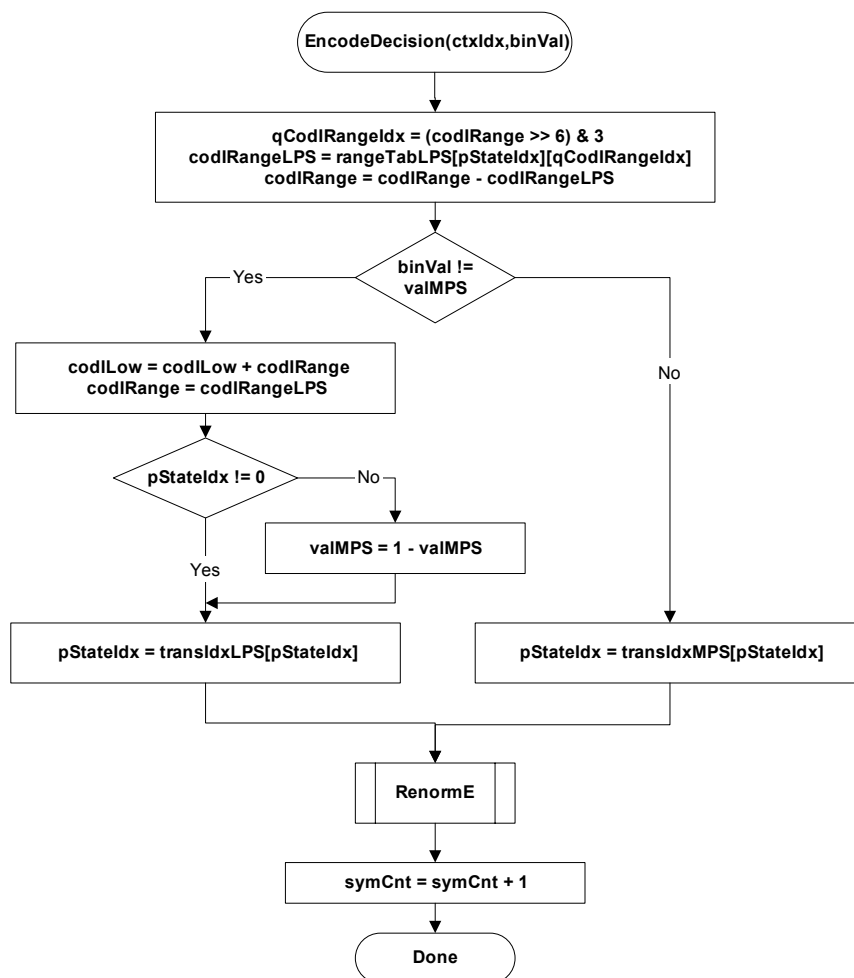 EncodeDecision(ctxIdx,binVal)
qCodIRangeIdx = (codIRange >> 6) & 3
codIRangeLPS = rangeTabLPS[pStateIdx][qCodIRangeIdx]
codIRange = codIRange - codIRangeLPS
binVal !=
valMPS
Yes
No
codILow = codILow + codIRange
codIRange = codIRangeLPS
pStateIdx != 0
No
valMPS = 1 - valMPS
Yes
pStateIdx = transIdxLPS[pStateIdx]
pStateIdx = transIdxMPS[pStateIdx]
RenormE
symCnt = symCnt + 1
Done